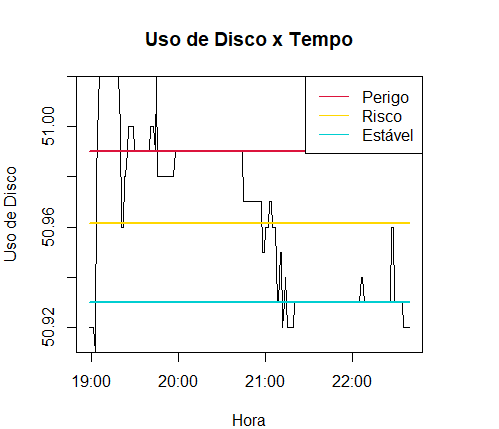 Uso de Disco x Tempo
Perigo
Risco
Estável
51.00
50.96
50.92
Uso de Disco
19:00 20:00 21:00 22:00
Hora